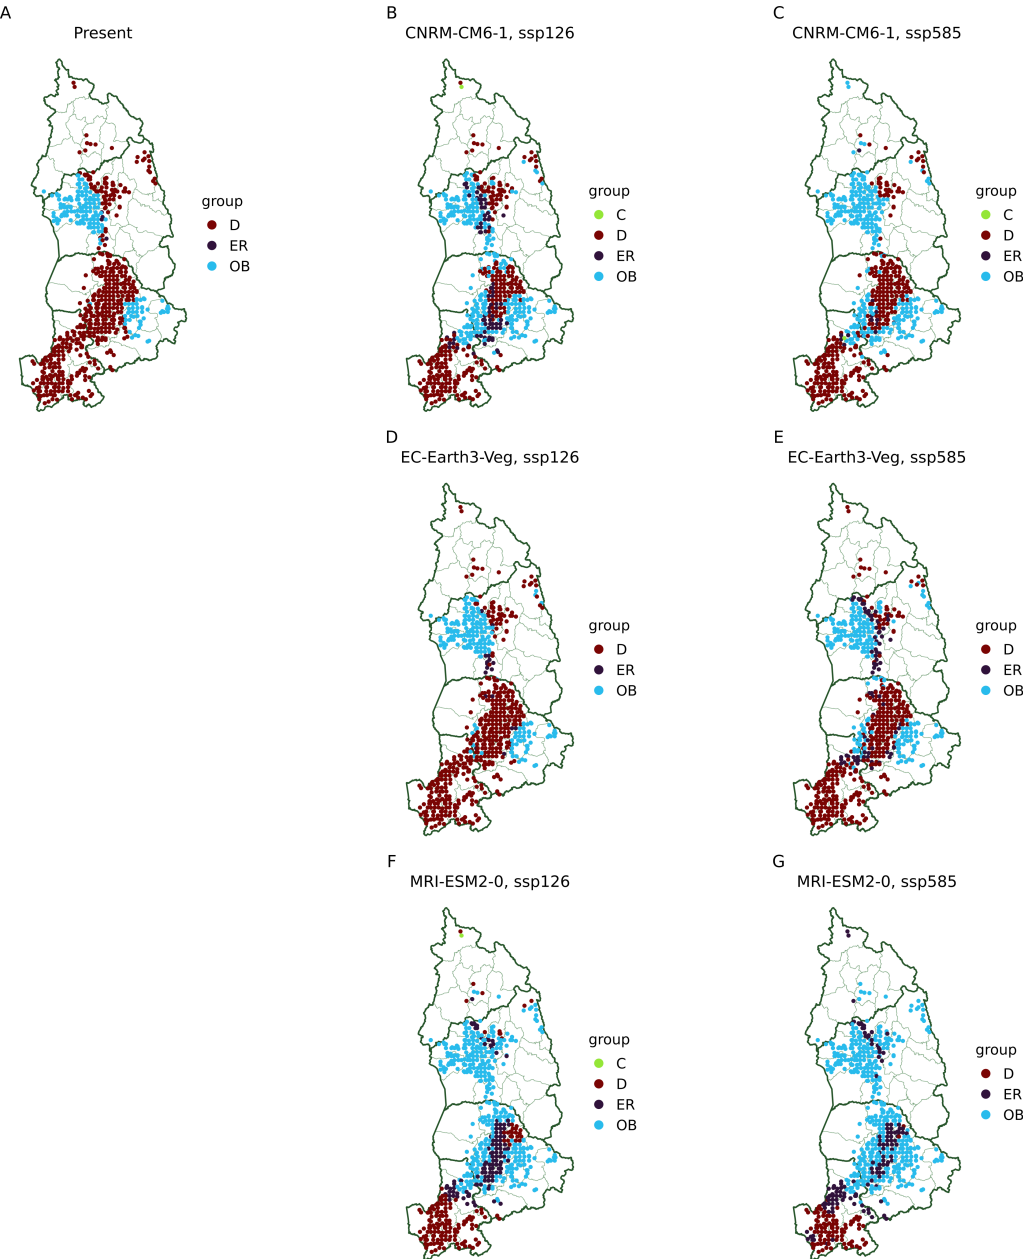 A
Present
group
D
ER
OB
B
CNRM-CM6-1, ssp126
group
C
D
ER
OB
C
CNRM-CM6-1, ssp585
group
C
D
ER
OB
D
EC-Earth3-Veg, ssp126
group
D
ER
OB
E
EC-Earth3-Veg, ssp585
group
D
ER
OB
F
MRI-ESM2-0, ssp126
group
C
D
ER
OB
G
MRI-ESM2-0, ssp585
group
D
ER
OB